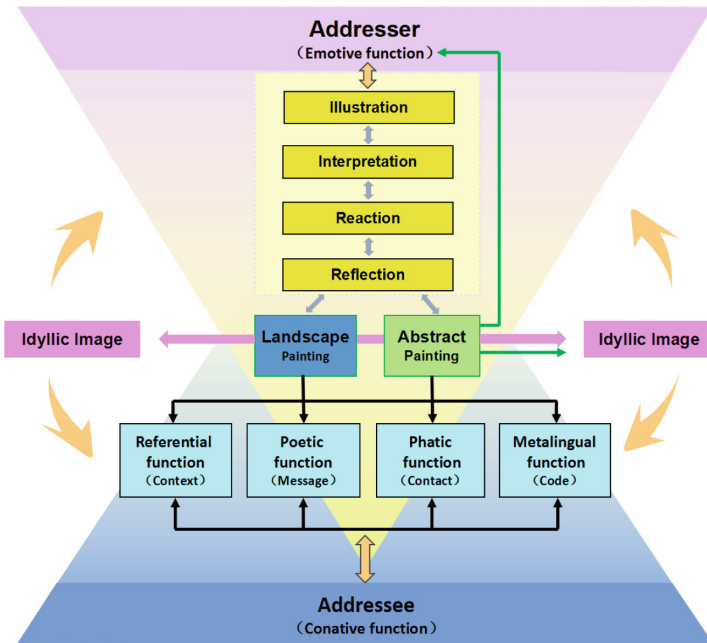 Addresser
（Emotive function）
Illustration
Interpretation
Reaction
Reflection
Idyllic Image
Landscape
Painting
Abstract
Painting
Idyllic Image
Referential
function
（Context）
Poetic
function
（Message）
Phatic
function
（Contact）
Metalingual
function
（Code）
Addressee
（Conative function）